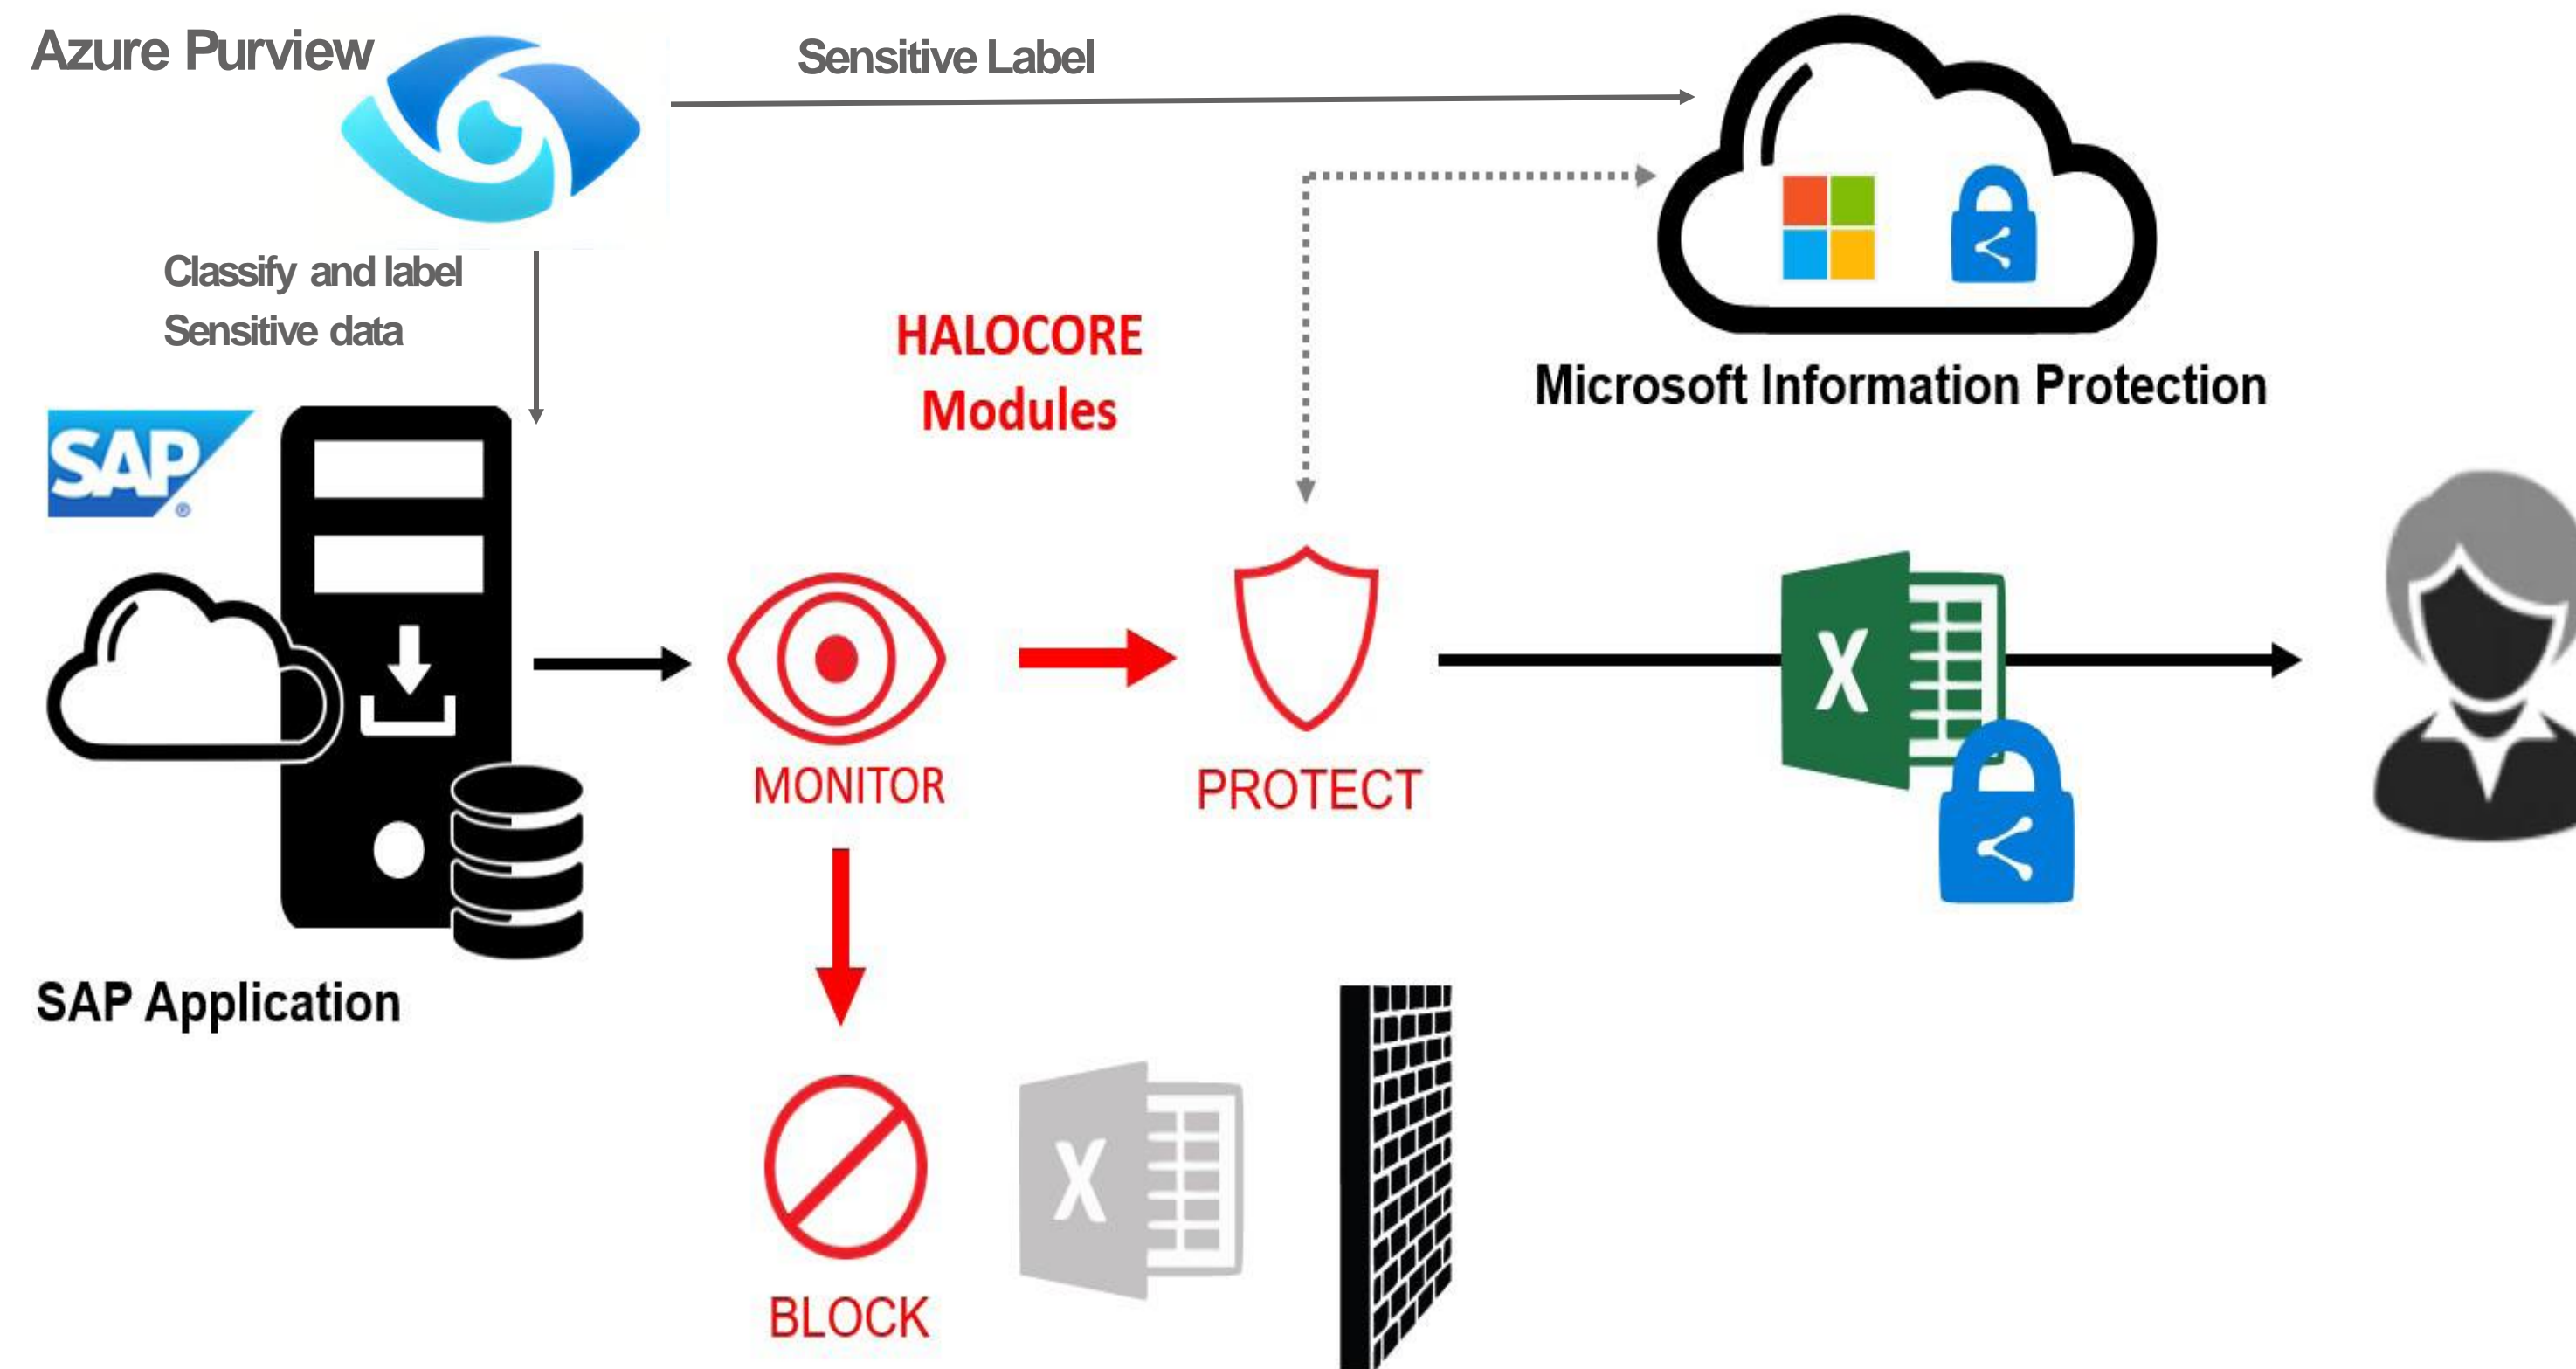 Azure Purview
Sensitive Label
Classify and label
Sensitive data
HALOCORE
Modules
Microsoft Information Protection
SAP
®
X
MONITOR
PROTECT
SAP Application
X
BLOCK